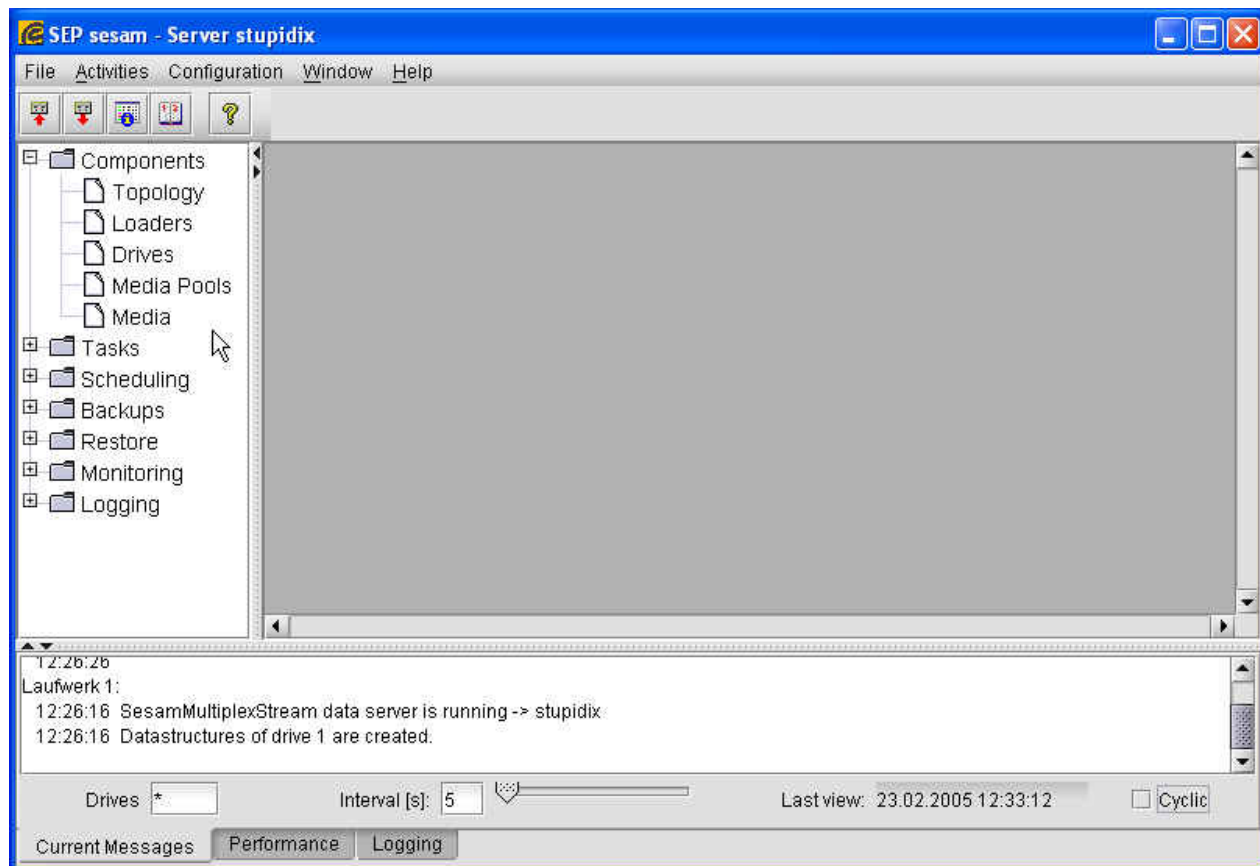 SEP sesam - Server stupidix
File Activities Configuration Window Help
Components
Topology
Loaders
Drives
Media Pools
Media
Tasks
Scheduling
Backups
Restore
Monitoring
Logging
12:26:26
Laufwerk 1:
12:26:16 SesamMultiplexStream data server is running -> stupidix
12:26:16 Datastructures of drive 1 are created.
Drives * Interval [s]: 5 Last view: 23.02.2005 12:33:12 Cyclic
Current Messages Performance Logging